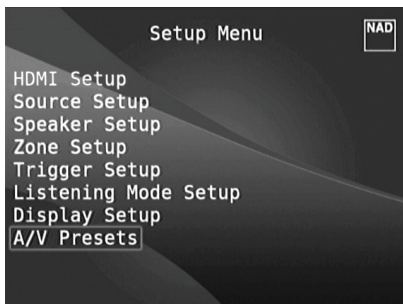 Setup Menu
NAD
HDMI Setup
Source Setup
Speaker Setup
Zone Setup
Trigger Setup
Listening Mode Setup
Display Setup
A/V Presets